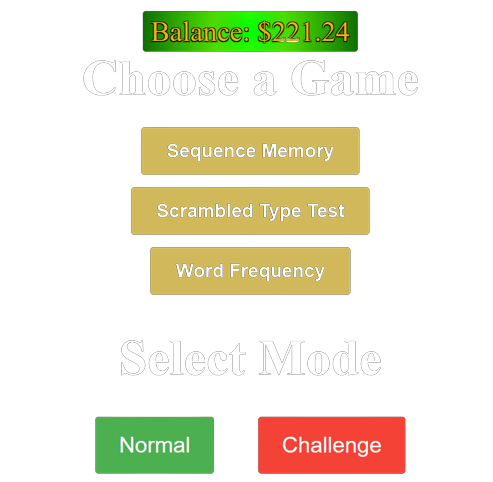 Balance: $221.24
Choose a Game
Sequence Memory
Scrambled Type Test
Word Frequency
Select Mode
Normal Challenge